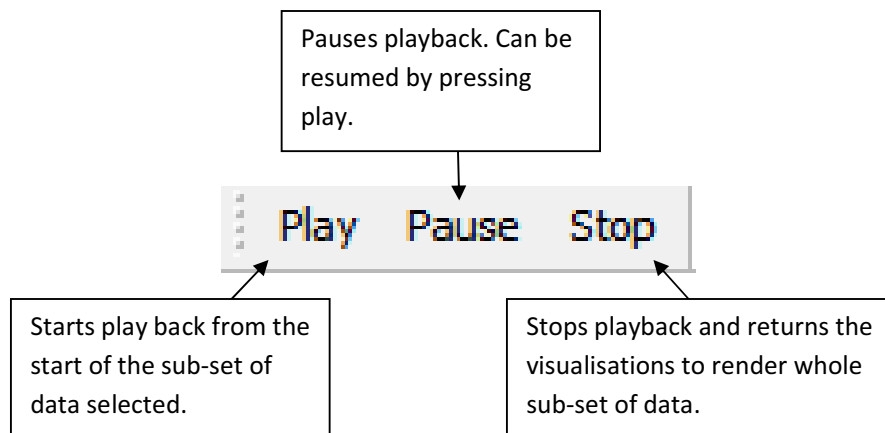 Pauses playback. Can be
resumed by pressing
play.
Play Pause Stop
Starts play back from the
start of the sub-set of
data selected.
Stops playback and returns the
visualisations to render whole
sub-set of data.